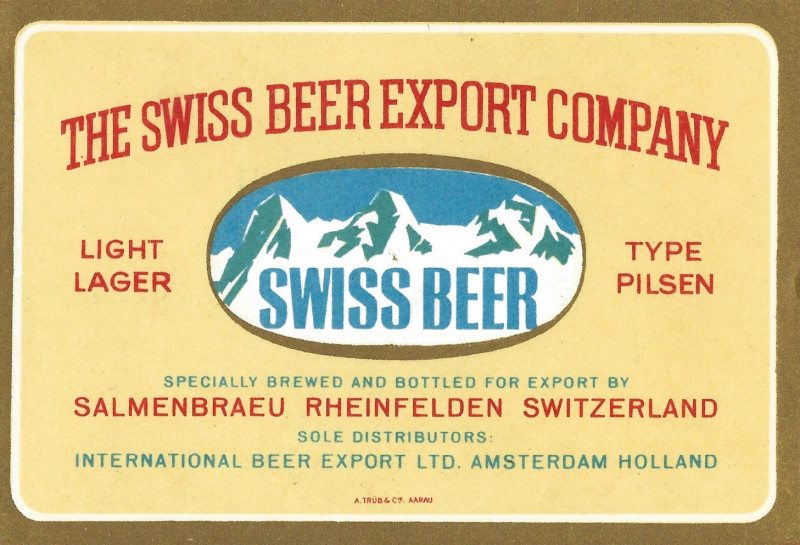 THE SWISS BEER EXPORT COMPANY
LIGHT LAGER
SWISS BEER
TYPE PILSEN
SPECIALLY BREWED AND BOTTLED FOR EXPORT BY
SALMENBRAEU RHEINFELDEN SWITZERLAND
SOLE DISTRIBUTORS:
INTERNATIONAL BEER EXPORT LTD. AMSTERDAM HOLLAND
A. TRÜB & Cie. AARAU